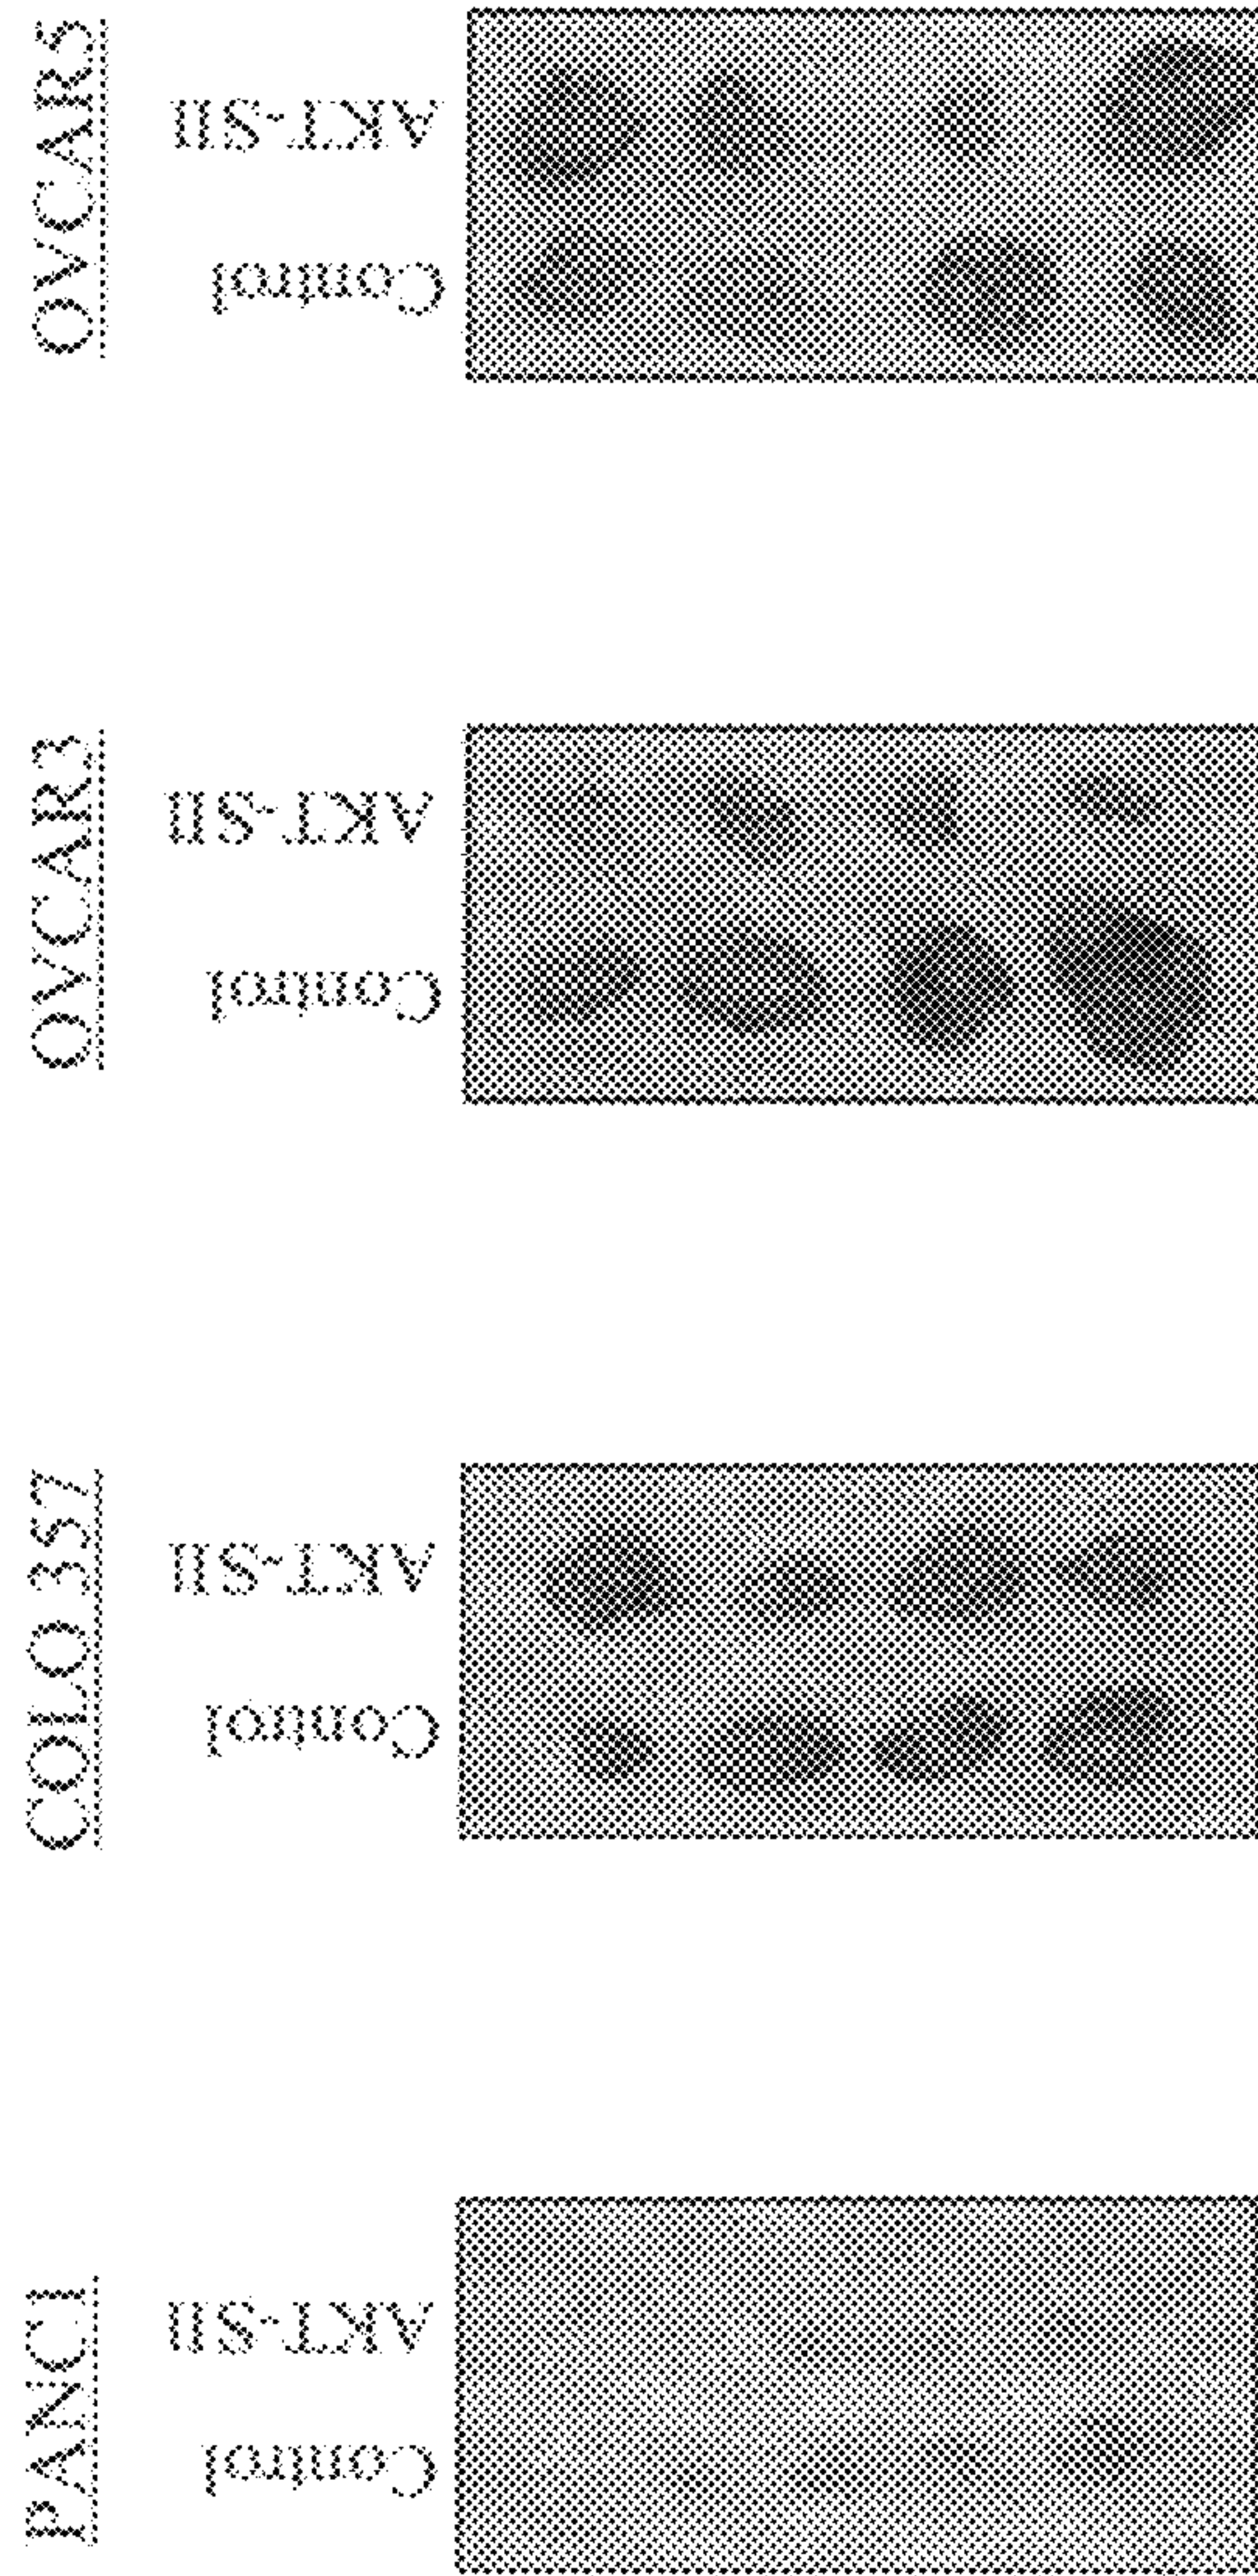 PANC1
Control
AKT-SII
COLO 357
Control
AKT-SII
OVCAR3
Control
AKT-SII
OVCAR5
Control
AKT-SII